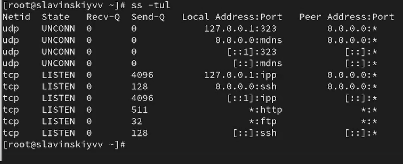 [root@slavinskiyvv ~]# ss -tul
Netid State Recv-Q Send-Q Local Address:Port Peer Address:Port
udp UNCONN 0 0 127.0.0.1:323 0.0.0.0:*
udp UNCONN 0 0 0.0.0.0:mdns 0.0.0.0:*
udp UNCONN 0 0 [::1]:323 [::]:*
udp UNCONN 0 0 [::]:mdns [::]:*
tcp LISTEN 0 4096 127.0.0.1:ipp 0.0.0.0:*
tcp LISTEN 0 128 0.0.0.0:ssh 0.0.0.0:*
tcp LISTEN 0 4096 [::1]:ipp [::]:*
tcp LISTEN 0 511 *:http *:*
tcp LISTEN 0 32 *:ftp *:*
tcp LISTEN 0 128 [::]:ssh [::]:*
[root@slavinskiyvv ~]#